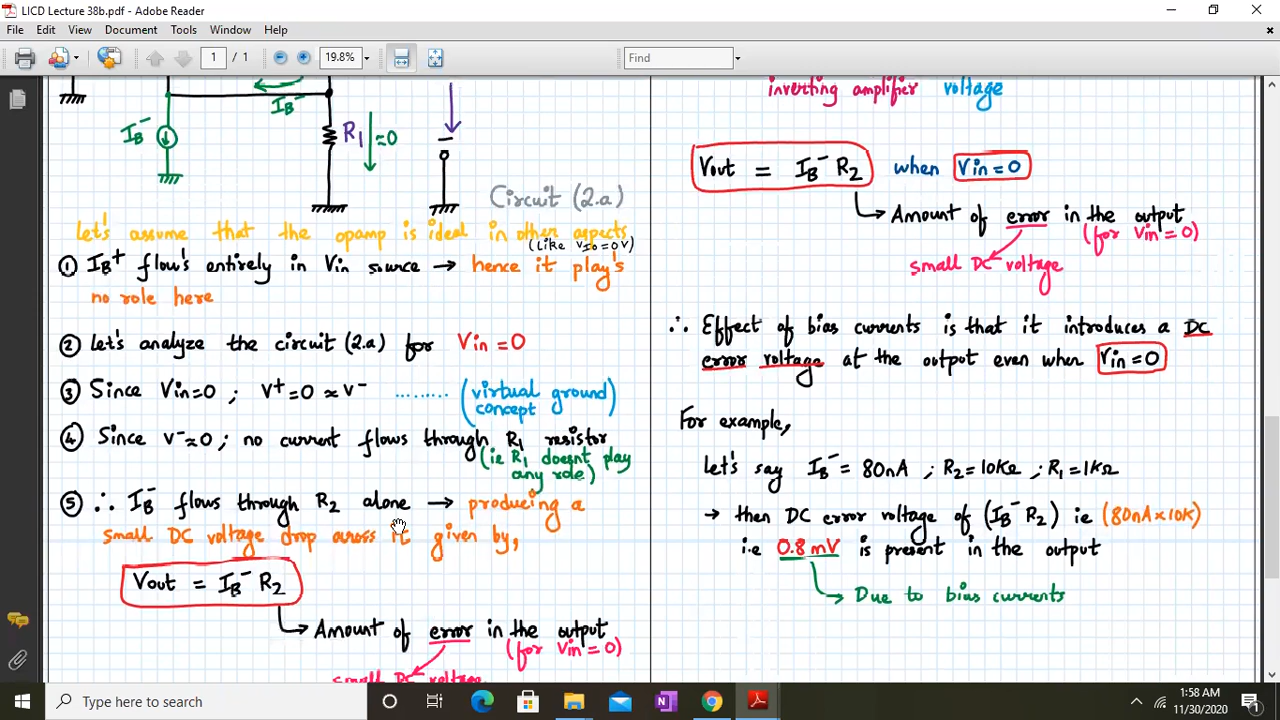 LICD Lecture 38b.pdf - Adobe Reader
File Edit View Document Tools Window Help
1 / 1 19.8% Find
IB-
IB-
R1 =0
-
Circuit (2.a)
let's assume that the opamp is ideal in other aspects
(like VIO=0V)
① IB+ flow's entirely in Vin source → hence it play's
no role here
② Let's analyze the circuit (2.a) for Vin=0
③ Since Vin=0 ; V+=0 ≈ V- ......... (virtual ground
concept)
④ Since V-≈0 ; no current flows through R1 resistor
(ie R1 doesnt play
any role)
⑤ ∴ IB- flows through R2 alone → producing a
small DC voltage drop across it given by,
Vout = IB- R2
↳ Amount of error in the output
(for Vin=0)
small DC voltage
inverting amplifier voltage
Vout = IB- R2 when Vin=0
↳ Amount of error in the output
(for Vin=0)
small DC voltage
∴ Effect of bias currents is that it introduces a DC
error voltage at the output even when Vin=0
For example,
Let's say IB- = 80nA ; R2=10KΩ ; R1=1KΩ
→ then DC error voltage of (IB- R2) ie (80nA×10K)
i.e 0.8 mV is present in the output
↳ Due to bias currents
Type here to search
1:58 AM
11/30/2020
1